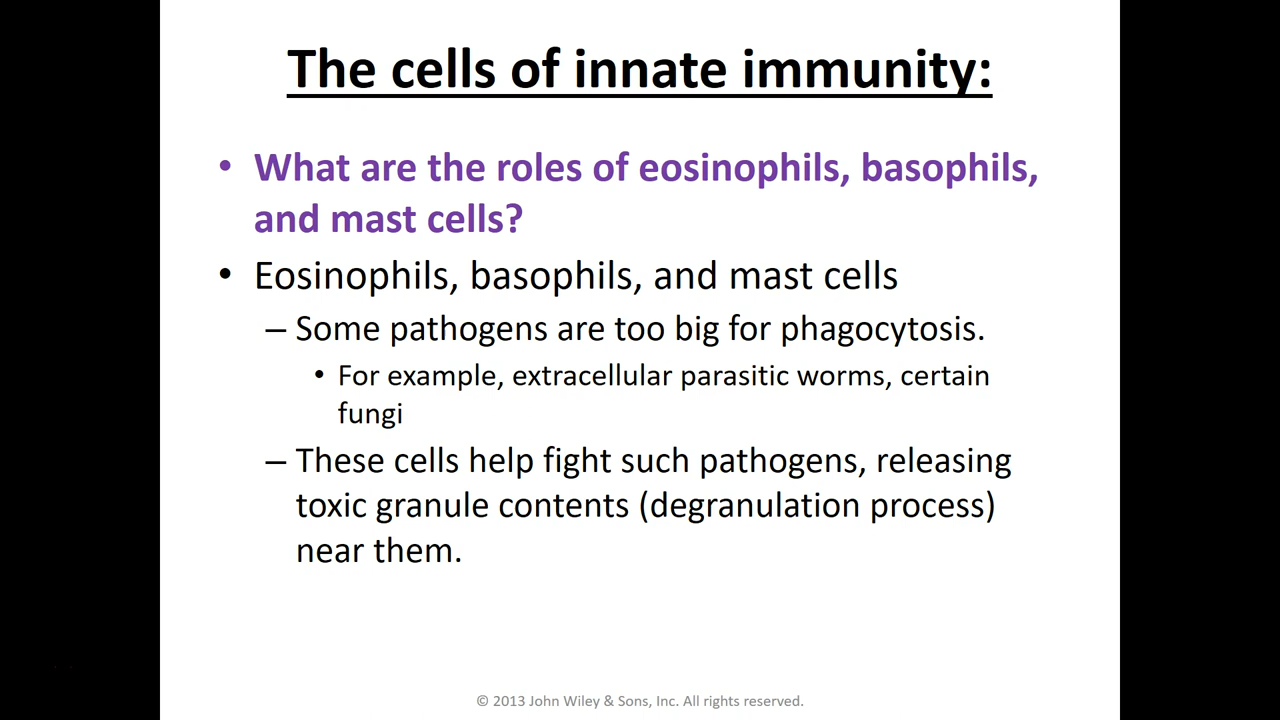 The cells of innate immunity:
• What are the roles of eosinophils, basophils,
and mast cells?
• Eosinophils, basophils, and mast cells
– Some pathogens are too big for phagocytosis.
• For example, extracellular parasitic worms, certain
fungi
– These cells help fight such pathogens, releasing
toxic granule contents (degranulation process)
near them.
© 2013 John Wiley & Sons, Inc. All rights reserved.